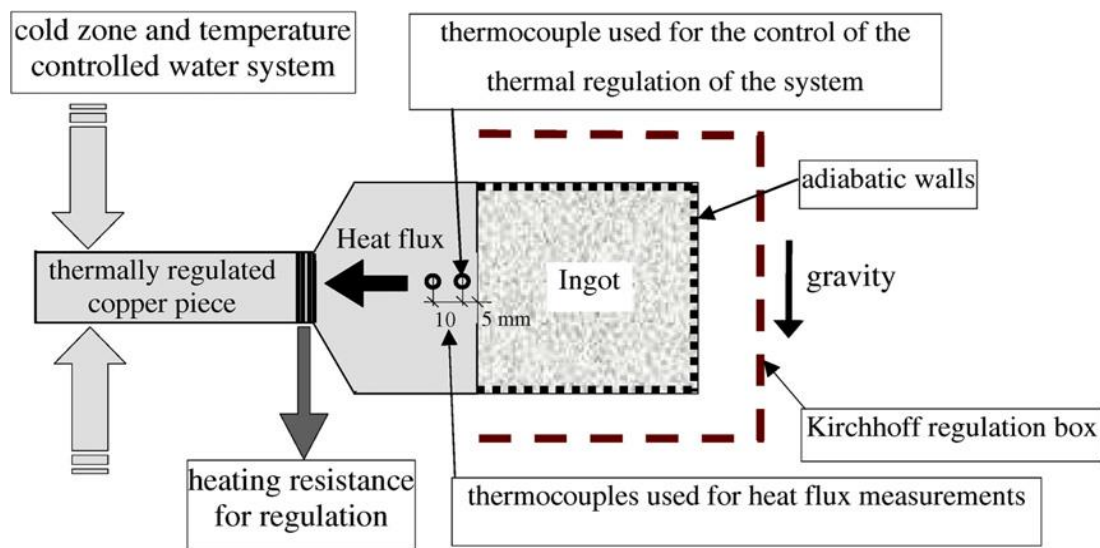 cold zone and temperature
controlled water system
thermocouple used for the control of the
thermal regulation of the system
adiabatic walls
Heat flux
thermally regulated
copper piece
Ingot
gravity
10
5 mm
Kirchhoff regulation box
heating resistance
for regulation
thermocouples used for heat flux measurements